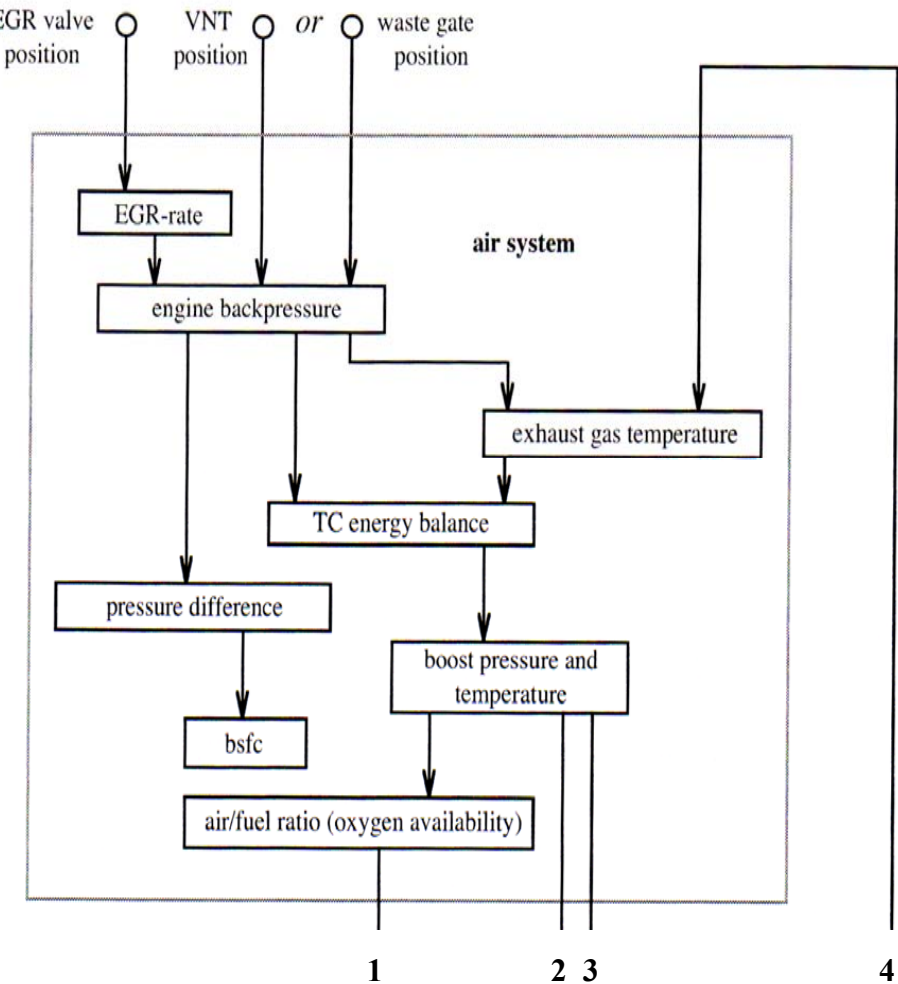 EGR valve
position
VNT
position
or
waste gate
position
EGR-rate
air system
engine backpressure
exhaust gas temperature
TC energy balance
pressure difference
boost pressure and
temperature
bsfc
air/fuel ratio (oxygen availability)
1
2
3
4